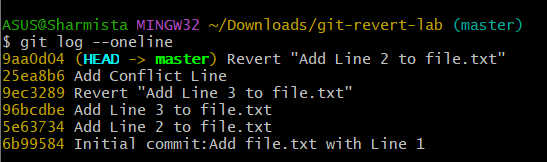 ASUS@Sharmista MINGW32 ~/Downloads/git-revert-lab (master)
$ git log --oneline
9aa0d04 (HEAD -> master) Revert "Add Line 2 to file.txt"
25ea8b6 Add Conflict Line
9ec3289 Revert "Add Line 3 to file.txt"
96bcdbe Add Line 3 to file.txt
5e63734 Add Line 2 to file.txt
6b99584 Initial commit:Add file.txt with Line 1